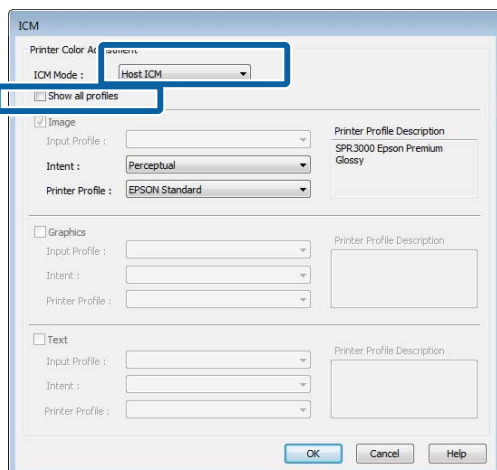 ICM
Printer Color Adjustment
ICM Mode :
Host ICM
Show all profiles
Image
Input Profile :
Intent :
Perceptual
Printer Profile :
EPSON Standard
Printer Profile Description
SPR3000 Epson Premium
Glossy
Graphics
Input Profile :
Intent :
Printer Profile :
Printer Profile Description
Text
Input Profile :
Intent :
Printer Profile :
Printer Profile Description
OK
Cancel
Help